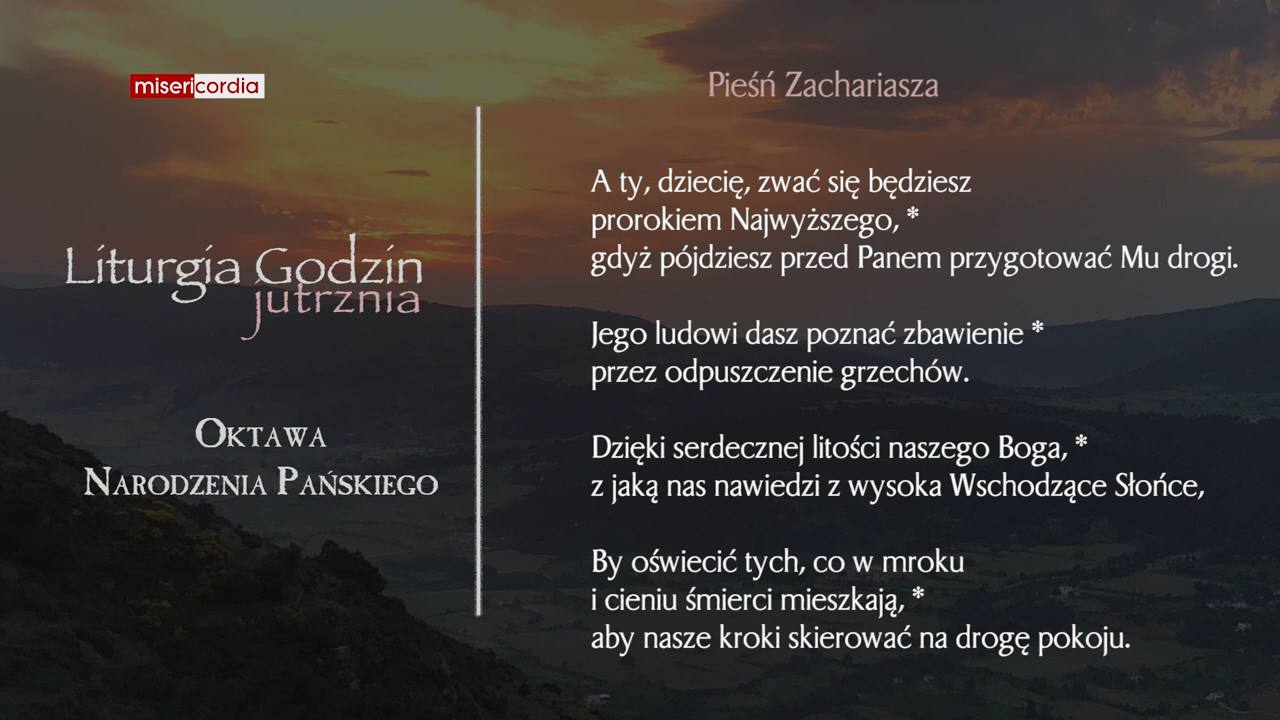 misericordia
Liturgia Godzin
jutrznia
Oktawa
Narodzenia Pańskiego
Pieśń Zachariasza
A ty, dziecię, zwać się będziesz
prorokiem Najwyższego, *
gdyż pójdziesz przed Panem przygotować Mu drogi.
Jego ludowi dasz poznać zbawienie *
przez odpuszczenie grzechów.
Dzięki serdecznej litości naszego Boga, *
z jaką nas nawiedzi z wysoka Wschodzące Słońce,
By oświecić tych, co w mroku
i cieniu śmierci mieszkają, *
aby nasze kroki skierować na drogę pokoju.